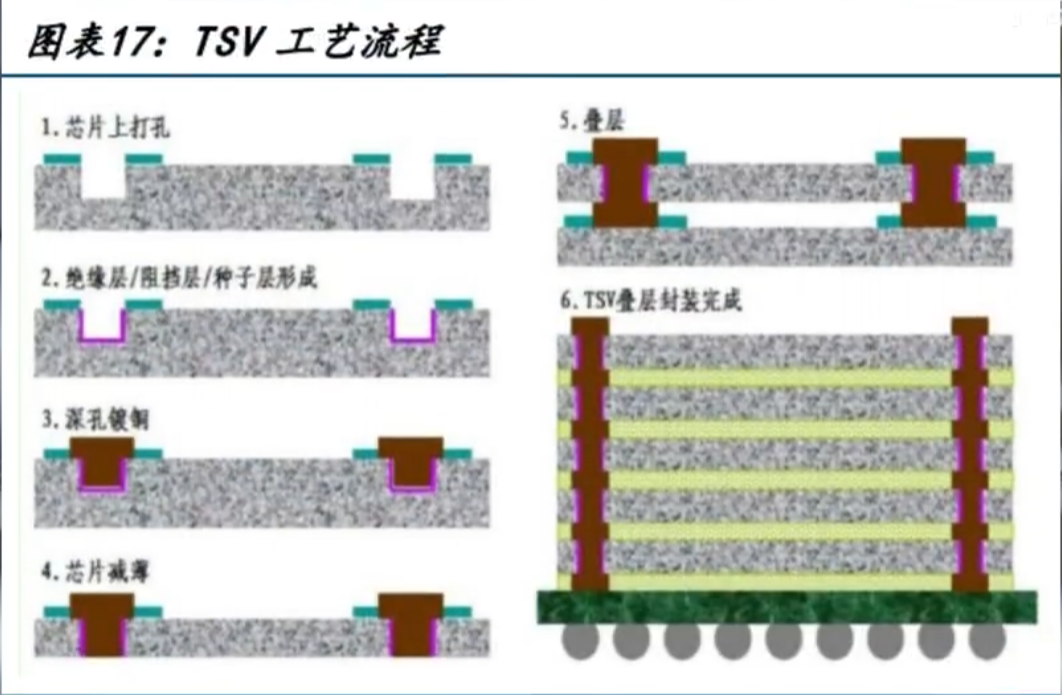 图表17：TSV 工艺流程
1.芯片上打孔
2.绝缘层/阻挡层/种子层形成
3.深孔镀铜
4.芯片减薄
5.叠层
6.TSV叠层封装完成